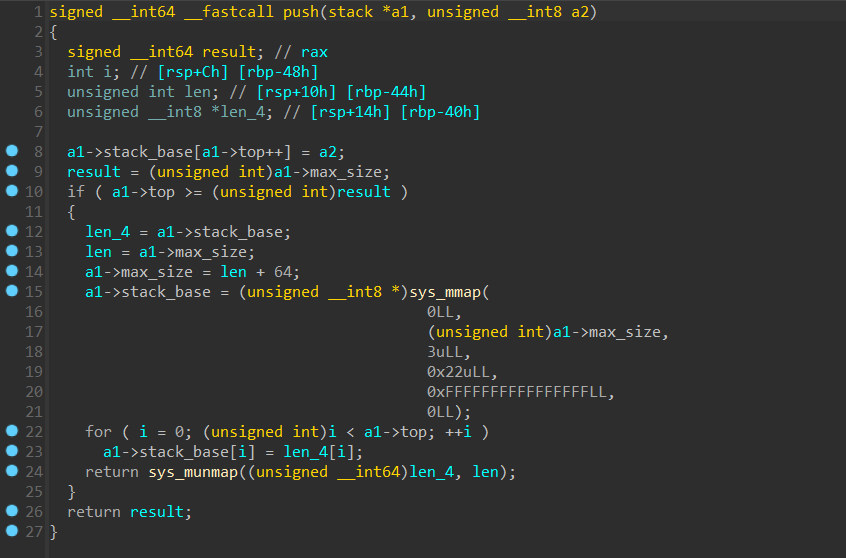 1 signed __int64 __fastcall push(stack *a1, unsigned __int8 a2)
2 {
3 signed __int64 result; // rax
4 int i; // [rsp+Ch] [rbp-48h]
5 unsigned int len; // [rsp+10h] [rbp-44h]
6 unsigned __int8 *len_4; // [rsp+14h] [rbp-40h]
7
8 a1->stack_base[a1->top++] = a2;
9 result = (unsigned int)a1->max_size;
10 if ( a1->top >= (unsigned int)result )
11 {
12 len_4 = a1->stack_base;
13 len = a1->max_size;
14 a1->max_size = len + 64;
15 a1->stack_base = (unsigned __int8 *)sys_mmap(
16 0LL,
17 (unsigned int)a1->max_size,
18 3uLL,
19 0x22uLL,
20 0xFFFFFFFFFFFFFFFFLL,
21 0LL);
22 for ( i = 0; (unsigned int)i < a1->top; ++i )
23 a1->stack_base[i] = len_4[i];
24 return sys_munmap((unsigned __int64)len_4, len);
25 }
26 return result;
27 }